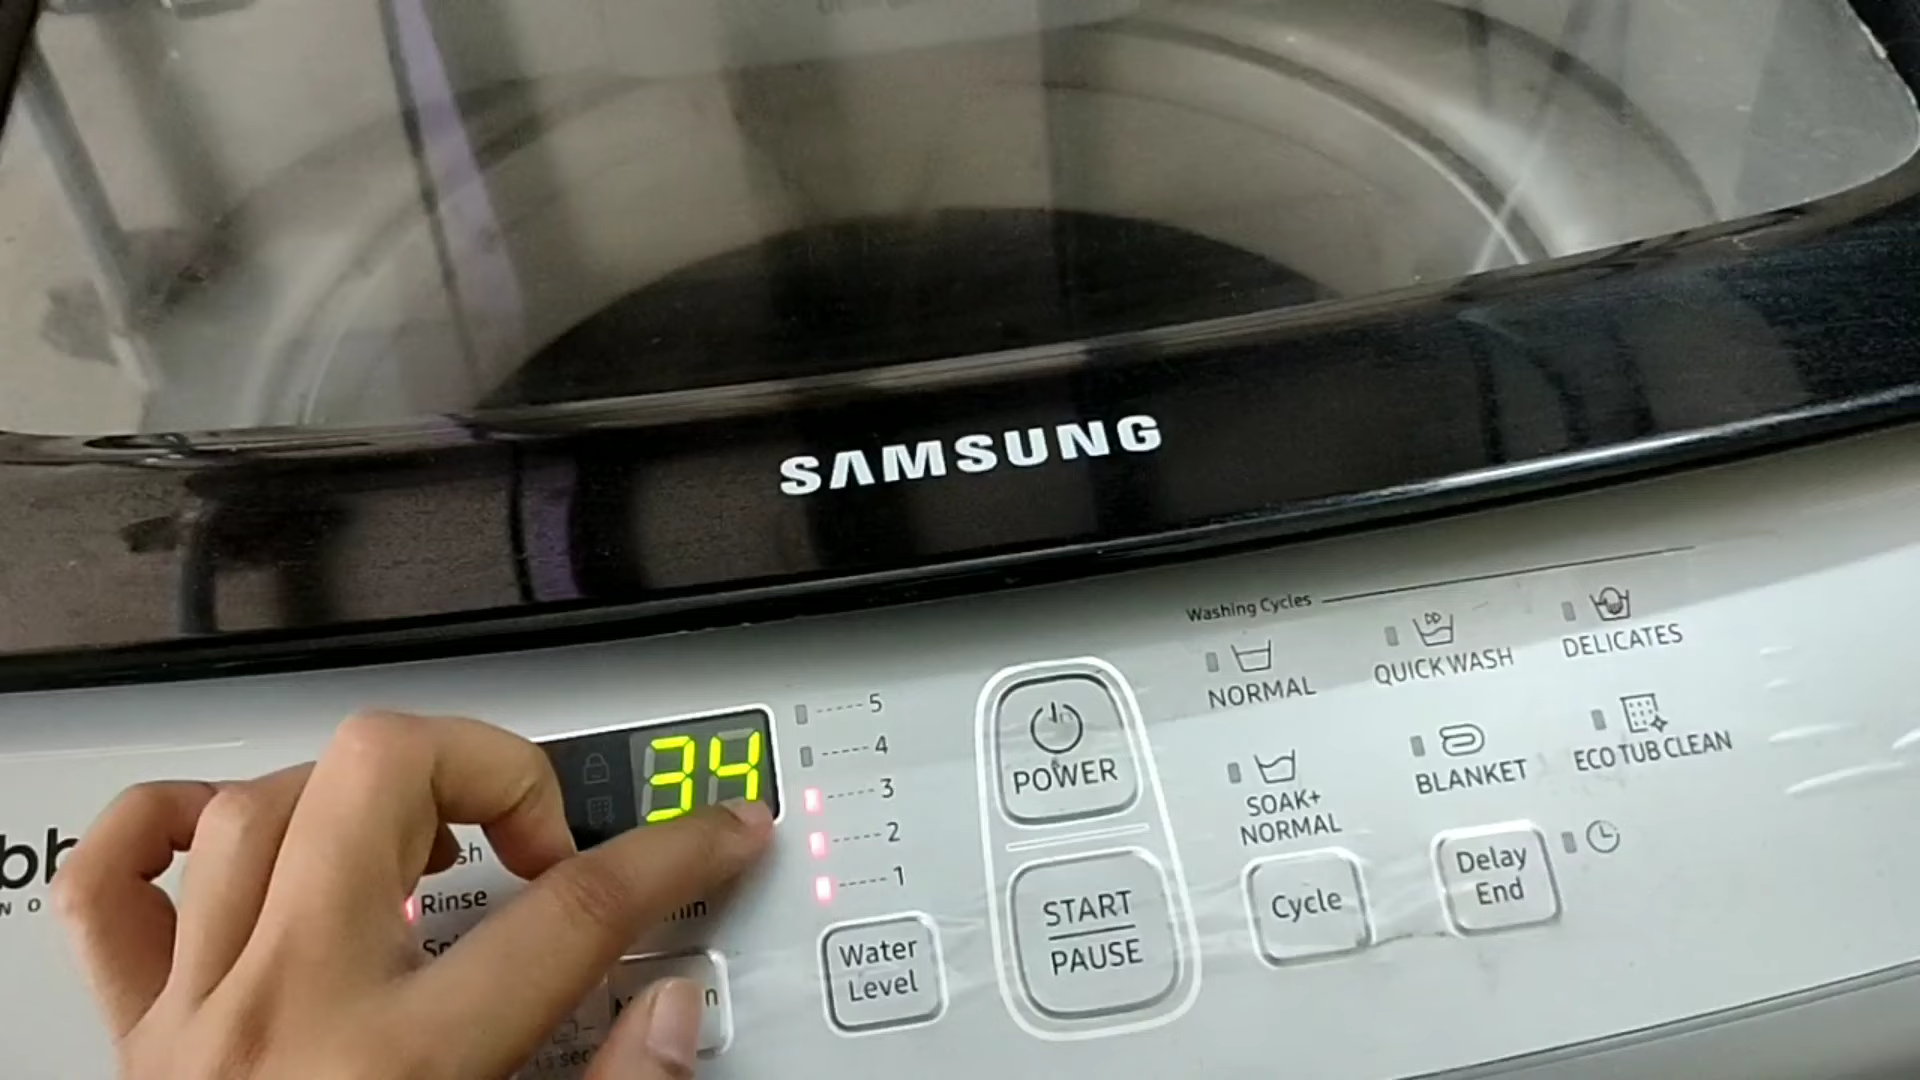 SAMSUNG
Washing Cycles
NORMAL
QUICK WASH
DELICATES
SOAK+
NORMAL
BLANKET
ECO TUB CLEAN
34
5
4
3
2
1
Rinse
Water
Level
POWER
START
PAUSE
Cycle
Delay
End